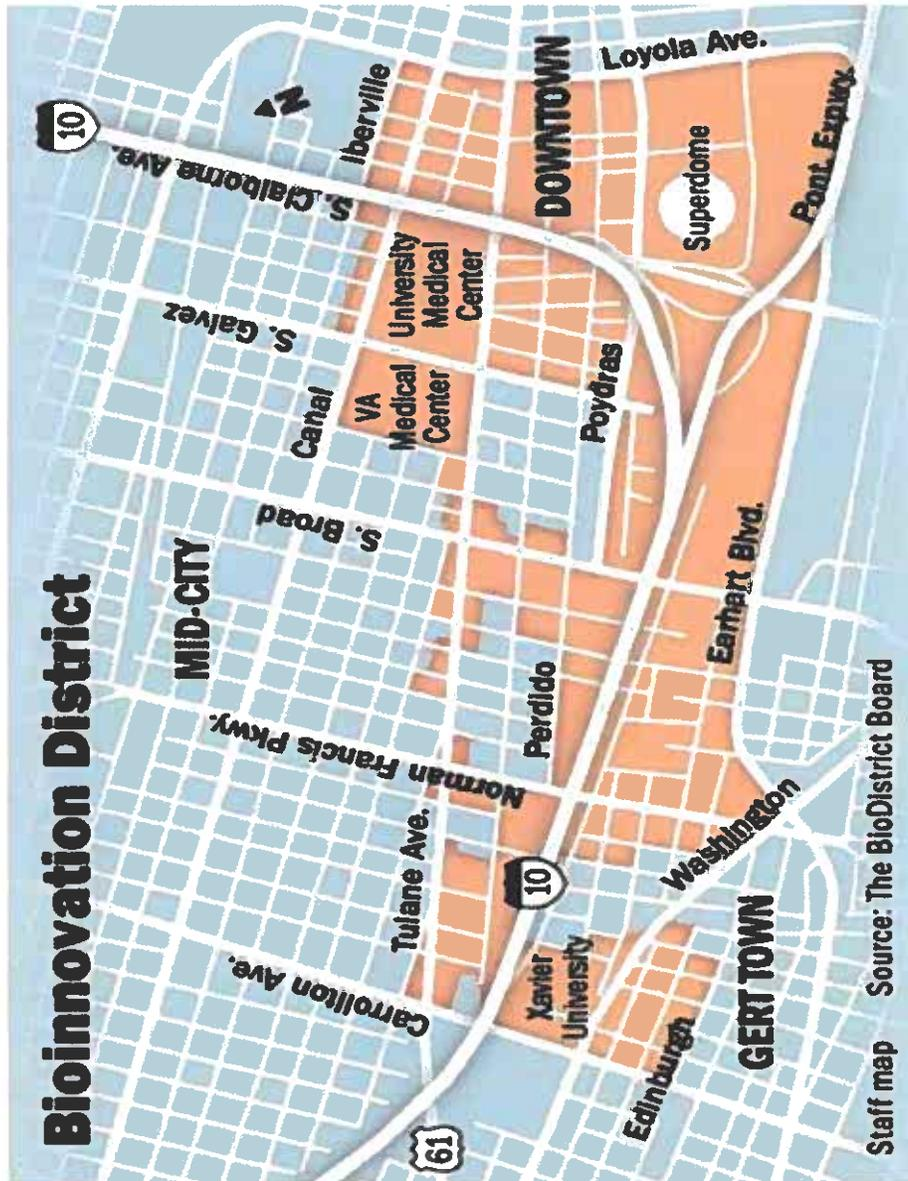 Bioinnovation District
10
N
Iberville
S. Claiborne Ave.
Loyola Ave.
DOWNTOWN
Superdome
Pont. Expwy.
University
Medical
Center
S. Galvez
Canal
VA
Medical
Center
Poydras
S. Broad
MID-CITY
Earhart Blvd.
Perdido
Norman Francis Pkwy.
Tulane Ave.
Washington
10
Carrollton Ave.
Xavier
University
GERT TOWN
Edinburgh
61
Staff map
Source: The BioDistrict Board